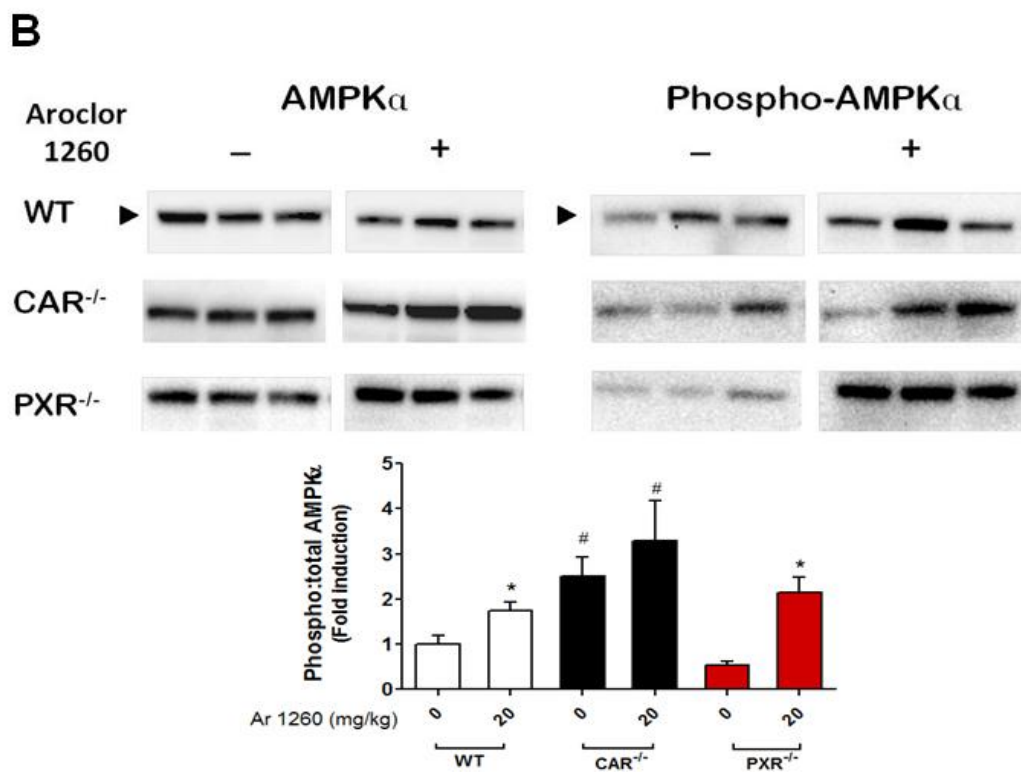 B
AMPKα Phospho-AMPKα
Aroclor
1260 – + – +
WT
CAR-/-
PXR-/-
Phospho:total AMPKα
(Fold induction)
5
4
3
2
1
0
* # # *
Ar 1260 (mg/kg) 0 20 0 20 0 20
WT CAR-/- PXR-/-